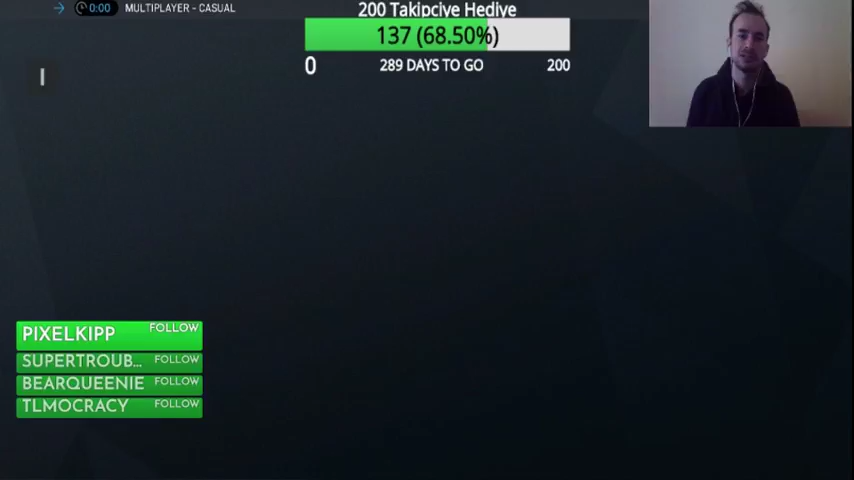 0:00 MULTIPLAYER - CASUAL
200 Takipciye Hediye
137 (68.50%)
0 289 DAYS TO GO 200
PIXELKIPP FOLLOW
SUPERTROUB... FOLLOW
BEARQUEENIE FOLLOW
TLMOCRACY FOLLOW